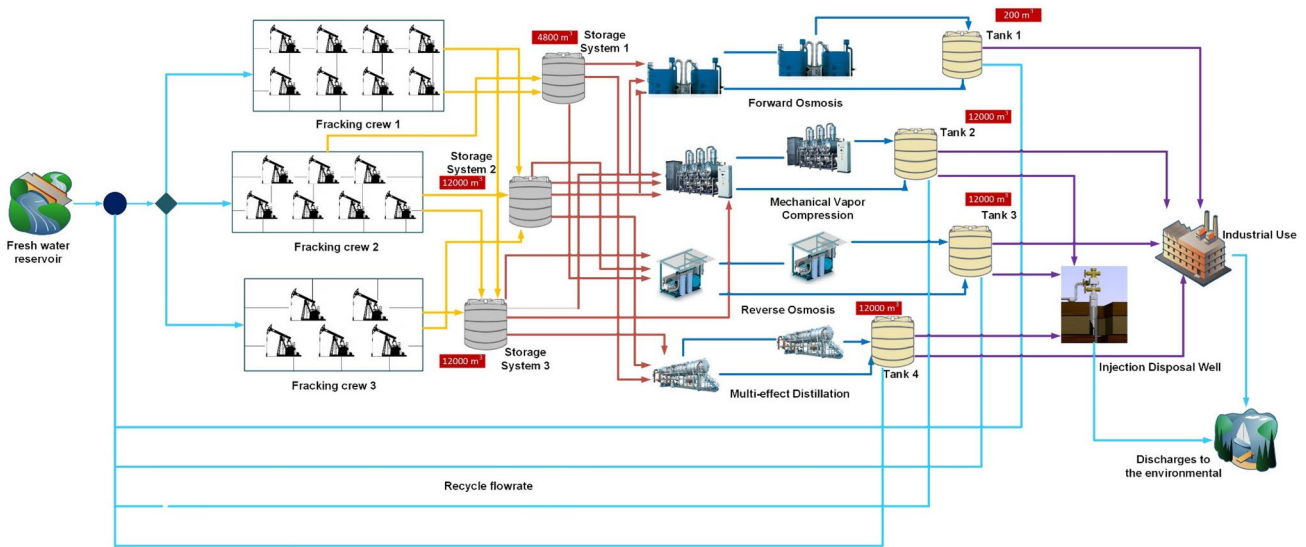 4800 m³
Storage
System 1
200 m³
Tank 1
Forward Osmosis
Fracking crew 1
Storage
System 2
12000 m³
12000 m³
Tank 2
Mechanical Vapor
Compression
12000 m³
Tank 3
Fresh water
reservoir
Fracking crew 2
Industrial Use
Reverse Osmosis
12000 m³
Storage
System 3
12000 m³
Tank 4
Fracking crew 3
Multi-effect Distillation
Injection Disposal Well
Discharges to
the environmental
Recycle flowrate